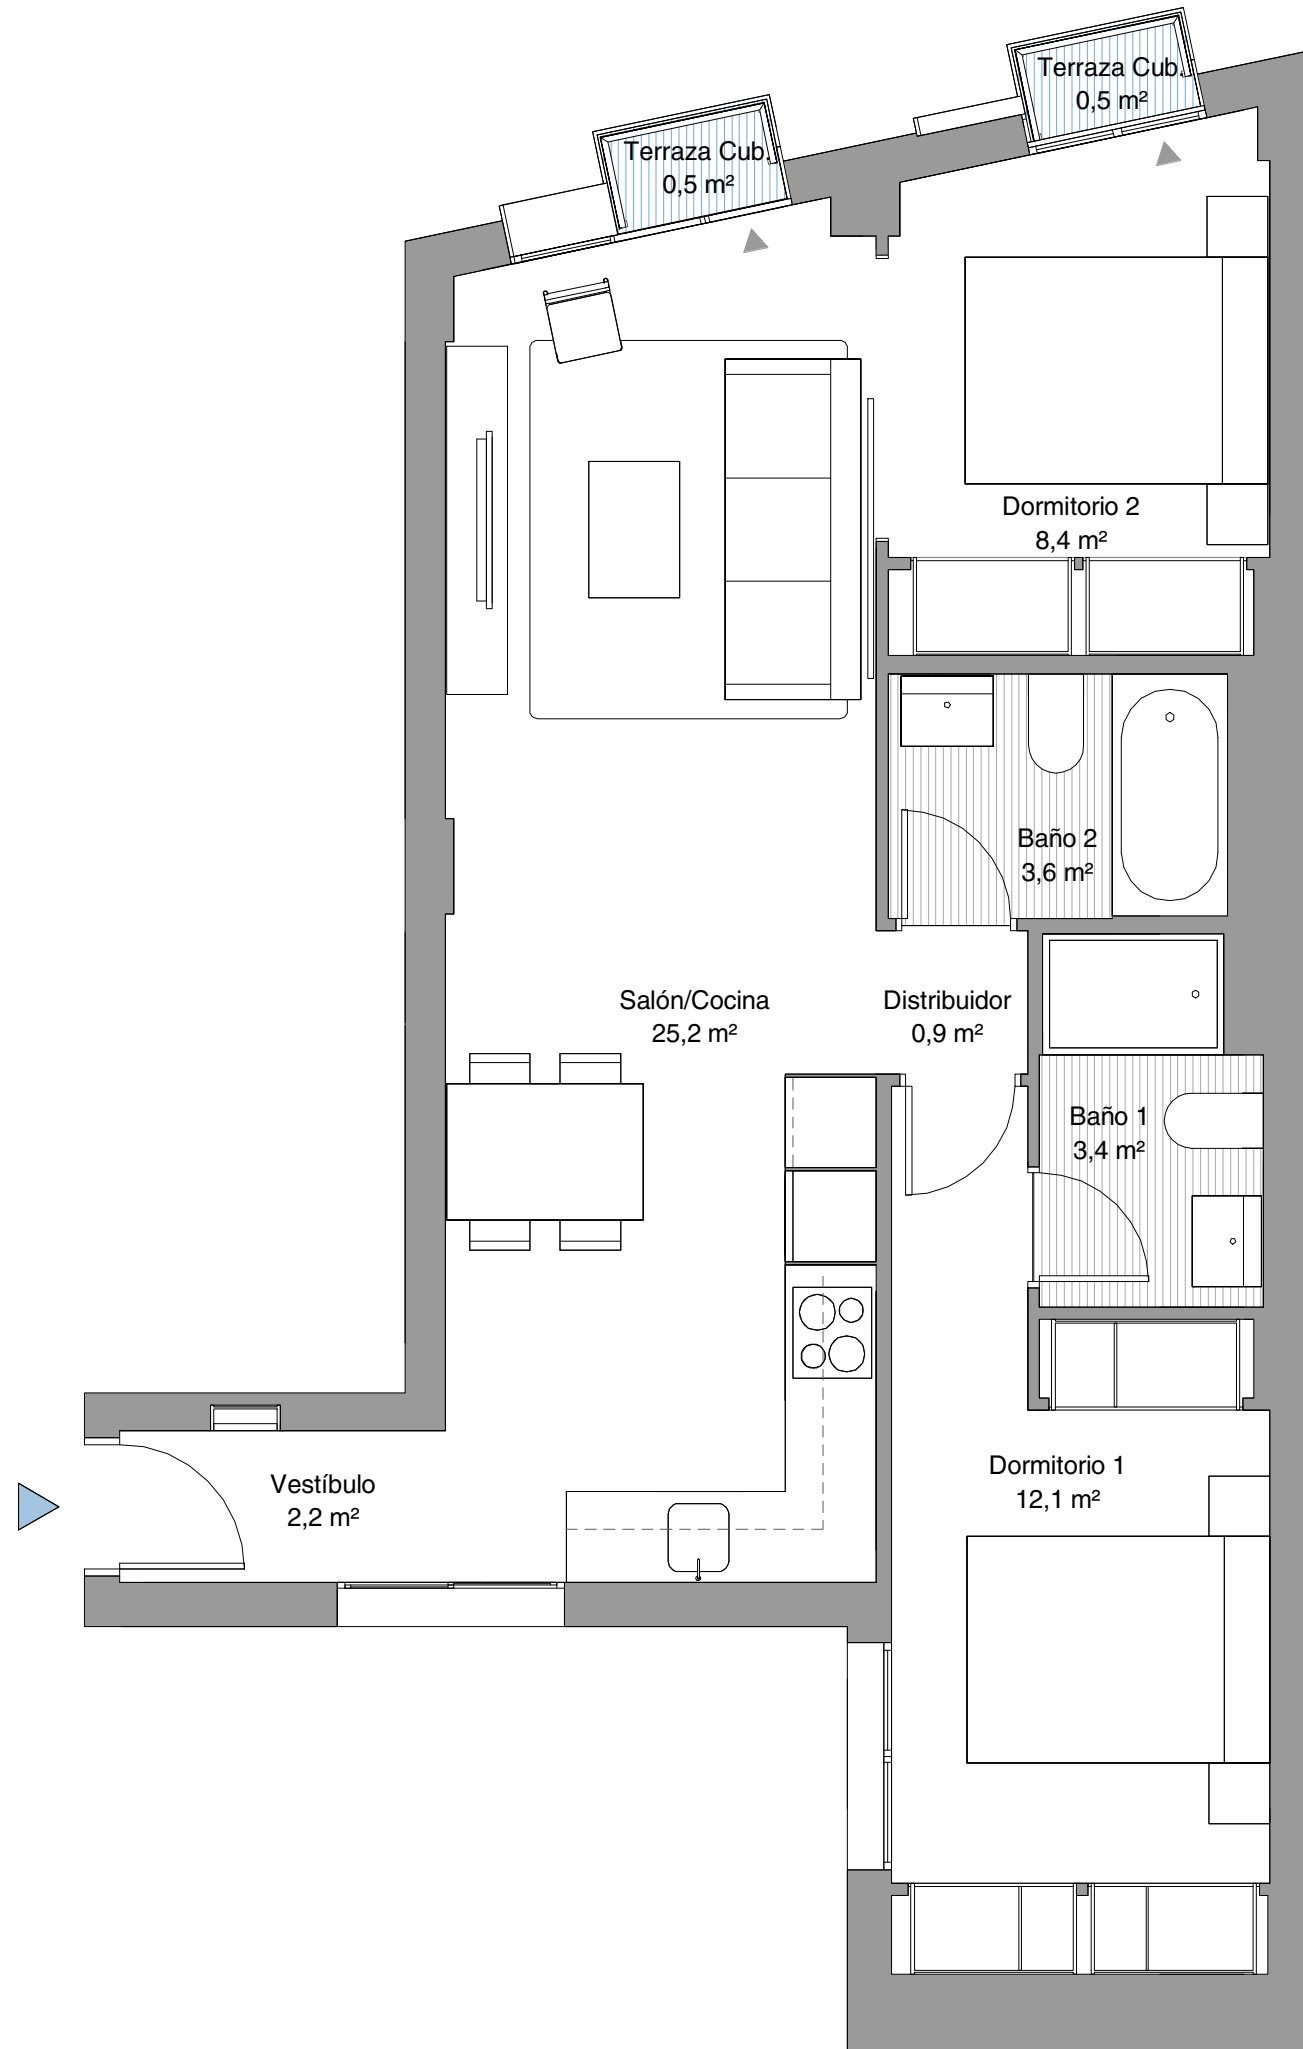 Terraza Cub.
0,5 m²
Terraza Cub.
0,5 m²
Dormitorio 2
8,4 m²
Baño 2
3,6 m²
Salón/Cocina
25,2 m²
Distribuidor
0,9 m²
Baño 1
3,4 m²
Dormitorio 1
12,1 m²
Vestíbulo
2,2 m²